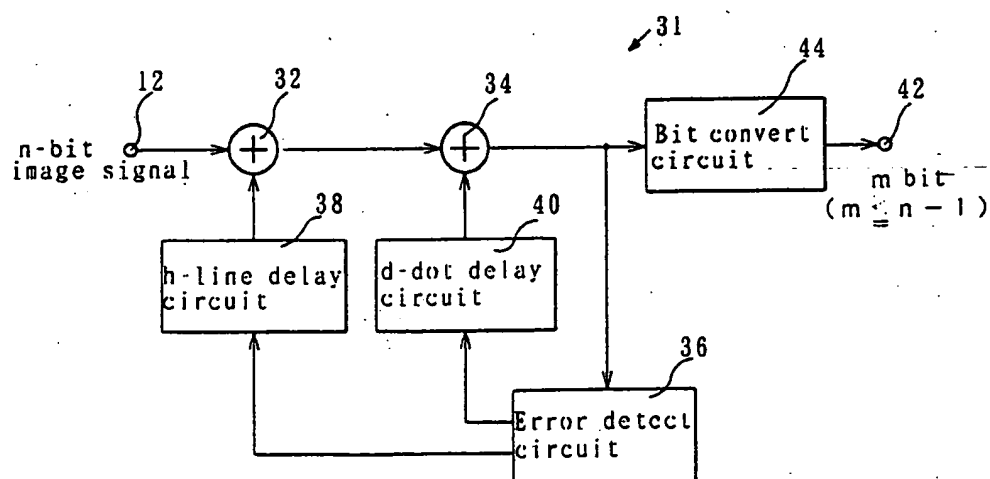 31
12
32
34
44
42
n-bit
image signal
+
+
Bit convert
circuit
m bit
(m ≦ n - 1)
38
40
h-line delay
circuit
d-dot delay
circuit
36
Error detect
circuit